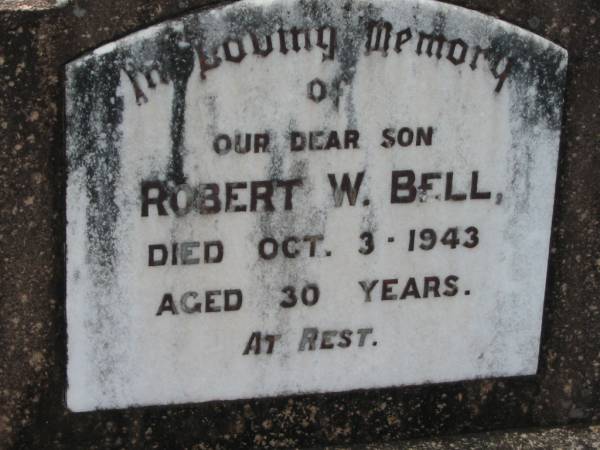 In Loving Memory
of
OUR DEAR SON
ROBERT W. BELL,
DIED OCT. 3 - 1943
AGED 30 YEARS.
AT REST.